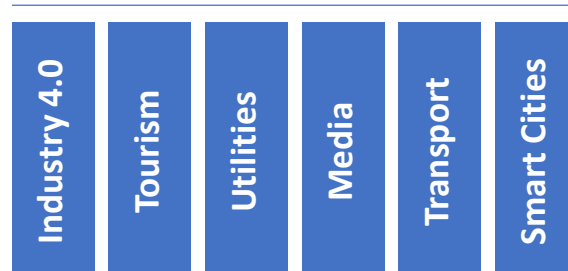 Industry 4.0
Tourism
Utilities
Media
Transport
Smart Cities